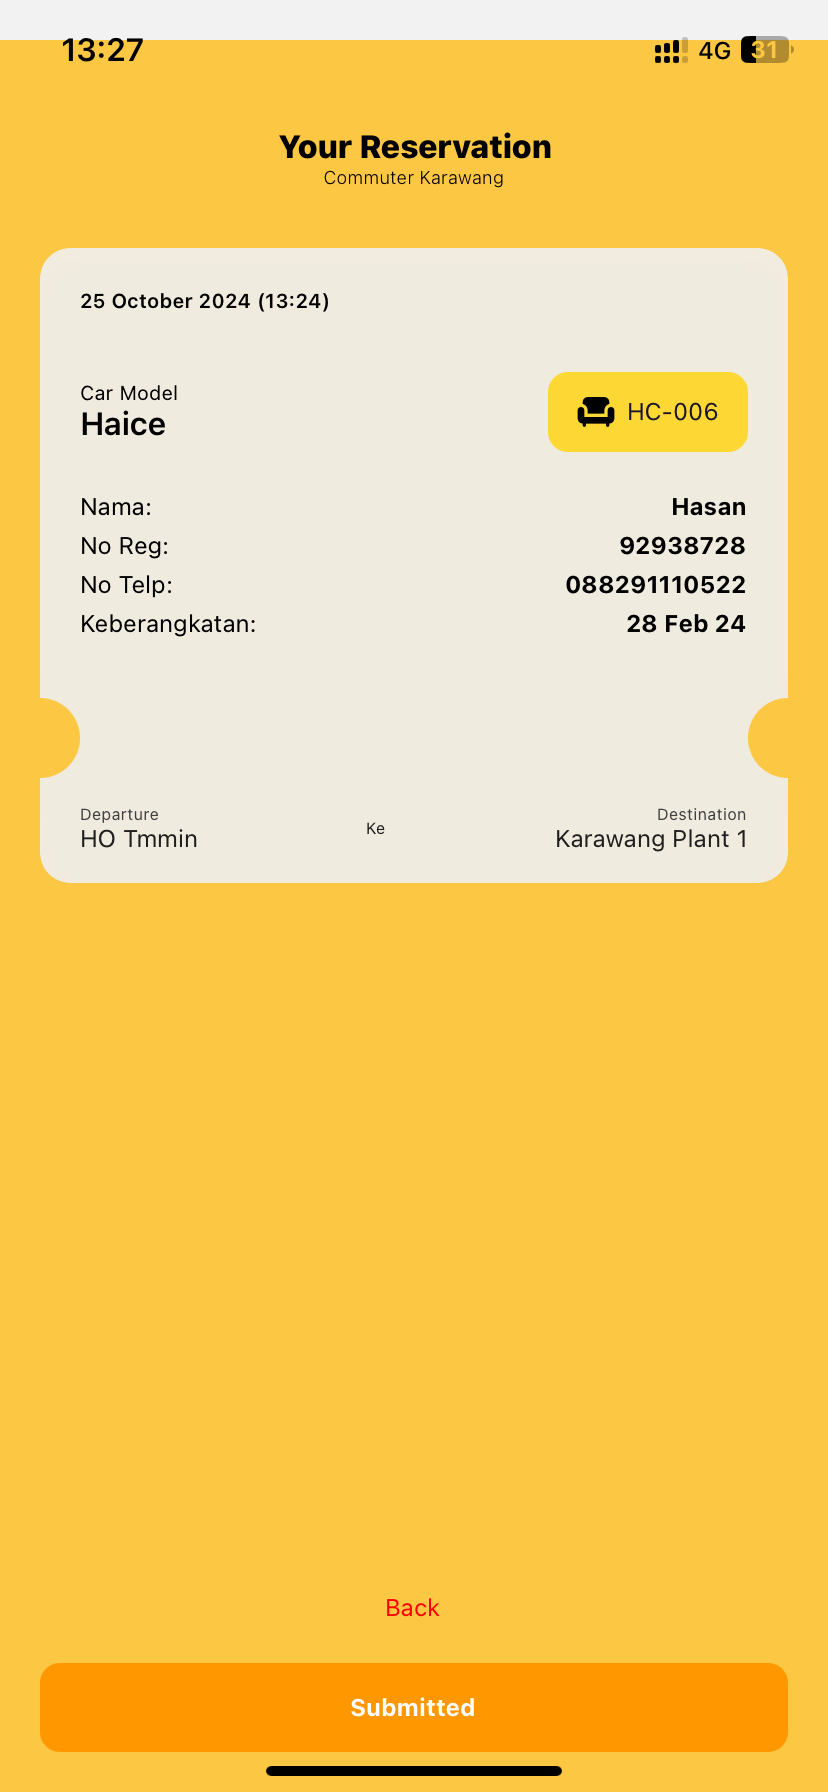 13:27
4G 31
Your Reservation
Commuter Karawang
25 October 2024 (13:24)
Car Model
Haice
HC-006
Nama: Hasan
No Reg: 92938728
No Telp: 088291110522
Keberangkatan: 28 Feb 24
Departure
HO Tmmin
Ke
Destination
Karawang Plant 1
Back
Submitted